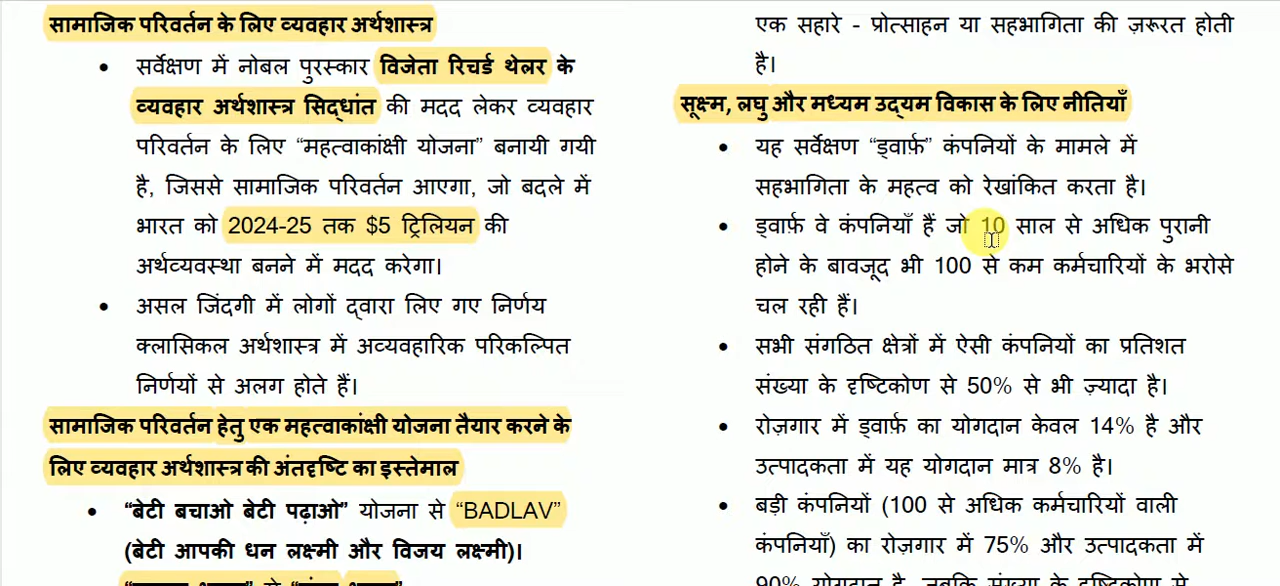 सामाजिक परिवर्तन के लिए व्यवहार अर्थशास्त्र
• सर्वेक्षण में नोबल पुरस्कार विजेता रिचर्ड थेलर के
व्यवहार अर्थशास्त्र सिद्धांत की मदद लेकर व्यवहार
परिवर्तन के लिए “महत्वाकांक्षी योजना” बनायी गयी
है, जिससे सामाजिक परिवर्तन आएगा, जो बदले में
भारत को 2024-25 तक $5 ट्रिलियन की
अर्थव्यवस्था बनने में मदद करेगा।
• असल जिंदगी में लोगों द्वारा लिए गए निर्णय
क्लासिकल अर्थशास्त्र में अव्यवहारिक परिकल्पित
निर्णयों से अलग होते हैं।
सामाजिक परिवर्तन हेतु एक महत्वाकांक्षी योजना तैयार करने के
लिए व्यवहार अर्थशास्त्र की अंतदृष्टि का इस्तेमाल
• “बेटी बचाओ बेटी पढ़ाओ” योजना से “BADLAV”
(बेटी आपकी धन लक्ष्मी और विजय लक्ष्मी)।
एक सहारे - प्रोत्साहन या सहभागिता की ज़रूरत होती
है।
सूक्ष्म, लघु और मध्यम उद्यम विकास के लिए नीतियाँ
• यह सर्वेक्षण “ड्वार्फ़” कंपनियों के मामले में
सहभागिता के महत्व को रेखांकित करता है।
• ड्वार्फ़ वे कंपनियाँ हैं जो 10 साल से अधिक पुरानी
होने के बावजूद भी 100 से कम कर्मचारियों के भरोसे
चल रही हैं।
• सभी संगठित क्षेत्रों में ऐसी कंपनियों का प्रतिशत
संख्या के दृष्टिकोण से 50% से भी ज़्यादा है।
• रोज़गार में ड्वार्फ़ का योगदान केवल 14% है और
उत्पादकता में यह योगदान मात्र 8% है।
• बड़ी कंपनियों (100 से अधिक कर्मचारियों वाली
कंपनियाँ) का रोज़गार में 75% और उत्पादकता में
90% योगदान है, जबकि संख्या के दृष्टिकोण से